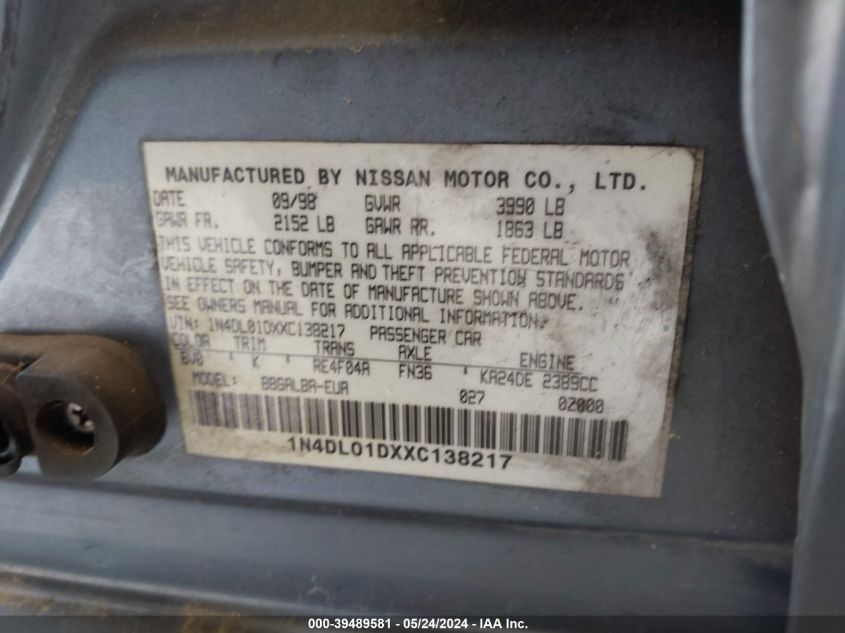 MANUFACTURED BY NISSAN MOTOR CO., LTD.
DATE 09/98 GVWR 3990 LB
GAWR FR. 2152 LB GAWR RR. 1863 LB
THIS VEHICLE CONFORMS TO ALL APPLICABLE FEDERAL MOTOR
VEHICLE SAFETY, BUMPER AND THEFT PREVENTION STANDARDS
IN EFFECT ON THE DATE OF MANUFACTURE SHOWN ABOVE.
SEE OWNERS MANUAL FOR ADDITIONAL INFORMATION.
VIN: 1N4DL01DXXC138217 PASSENGER CAR
COLOR TRIM TRANS AXLE ENGINE
BV0 K RE4F04A FN36 KA24DE 2389CC
MODEL: BBGALBA-EUA 027 02000
1N4DL01DXXC138217
000-39489581 - 05/24/2024 - IAA Inc.